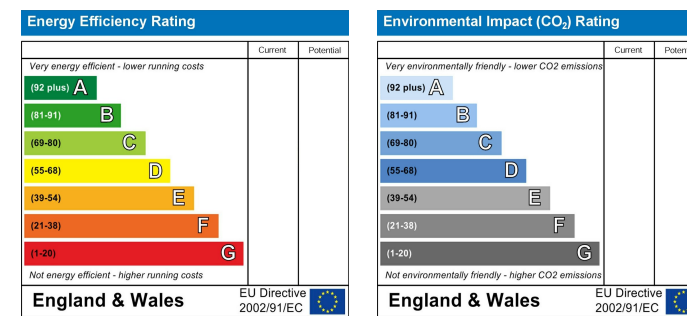 Energy Efficiency Rating
Current Potential
Very energy efficient - lower running costs
(92 plus) A
(81-91) B
(69-80) C
(55-68) D
(39-54) E
(21-38) F
(1-20) G
Not energy efficient - higher running costs
England & Wales
EU Directive
2002/91/EC
Environmental Impact (CO₂) Rating
Current Poten
Very environmentally friendly - lower CO2 emissions
(92 plus) A
(81-91) B
(69-80) C
(55-68) D
(39-54) E
(21-38) F
(1-20) G
Not environmentally friendly - higher CO2 emissions
England & Wales
EU Directive
2002/91/EC